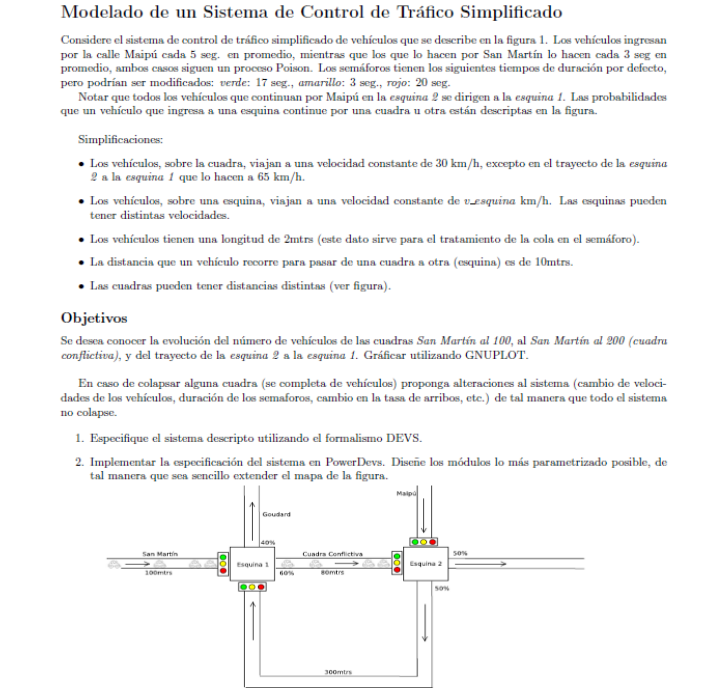 Modelado de un Sistema de Control de Tráfico Simplificado
Considere el sistema de control de tráfico simplificado de vehículos que se describe en la figura 1. Los vehículos ingresan
por la calle Maipú cada 5 seg. en promedio, mientras que los que lo hacen por San Martín lo hacen cada 3 seg en
promedio, ambos casos siguen un proceso Poison. Los semáforos tienen los siguientes tiempos de duración por defecto,
pero podrían ser modificados: verde: 17 seg., amarillo: 3 seg., rojo: 20 seg.
Notar que todos los vehículos que continuan por Maipú en la esquina 2 se dirigen a la esquina 1. Las probabilidades
que un vehículo que ingresa a una esquina continue por una cuadra u otra están descriptas en la figura.
Simplificaciones:
• Los vehículos, sobre la cuadra, viajan a una velocidad constante de 30 km/h, excepto en el trayecto de la esquina
2 a la esquina 1 que lo hacen a 65 km/h.
• Los vehículos, sobre una esquina, viajan a una velocidad constante de v_esquina km/h. Las esquinas pueden
tener distintas velocidades.
• Los vehículos tienen una longitud de 2mtrs (este dato sirve para el tratamiento de la cola en el semáforo).
• La distancia que un vehículo recorre para pasar de una cuadra a otra (esquina) es de 10mtrs.
• Las cuadras pueden tener distancias distintas (ver figura).
Objetivos
Se desea conocer la evolución del número de vehículos de las cuadras San Martín al 100, al San Martín al 200 (cuadra
conflictiva), y del trayecto de la esquina 2 a la esquina 1. Gráficar utilizando GNUPLOT.
En caso de colapsar alguna cuadra (se completa de vehículos) proponga alteraciones al sistema (cambio de veloci-
dades de los vehículos, duración de los semaforos, cambio en la tasa de arribos, etc.) de tal manera que todo el sistema
no colapse.
1. Especifique el sistema descripto utilizando el formalismo DEVS.
2. Implementar la especificación del sistema en PowerDevs. Diseñe los módulos lo más parametrizado posible, de
tal manera que sea sencillo extender el mapa de la figura.
Maipú
Goudard
40%
San Martín
Cuadra Conflictiva
50%
Esquina 1
Esquina 2
100mtrs
60%
80mtrs
50%
300mtrs